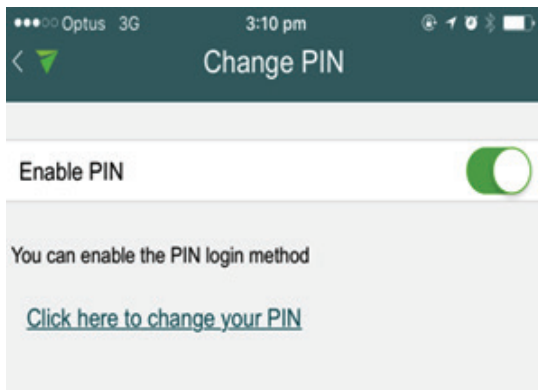 Optus 3G 3:10 pm
Change PIN
Enable PIN
You can enable the PIN login method
Click here to change your PIN